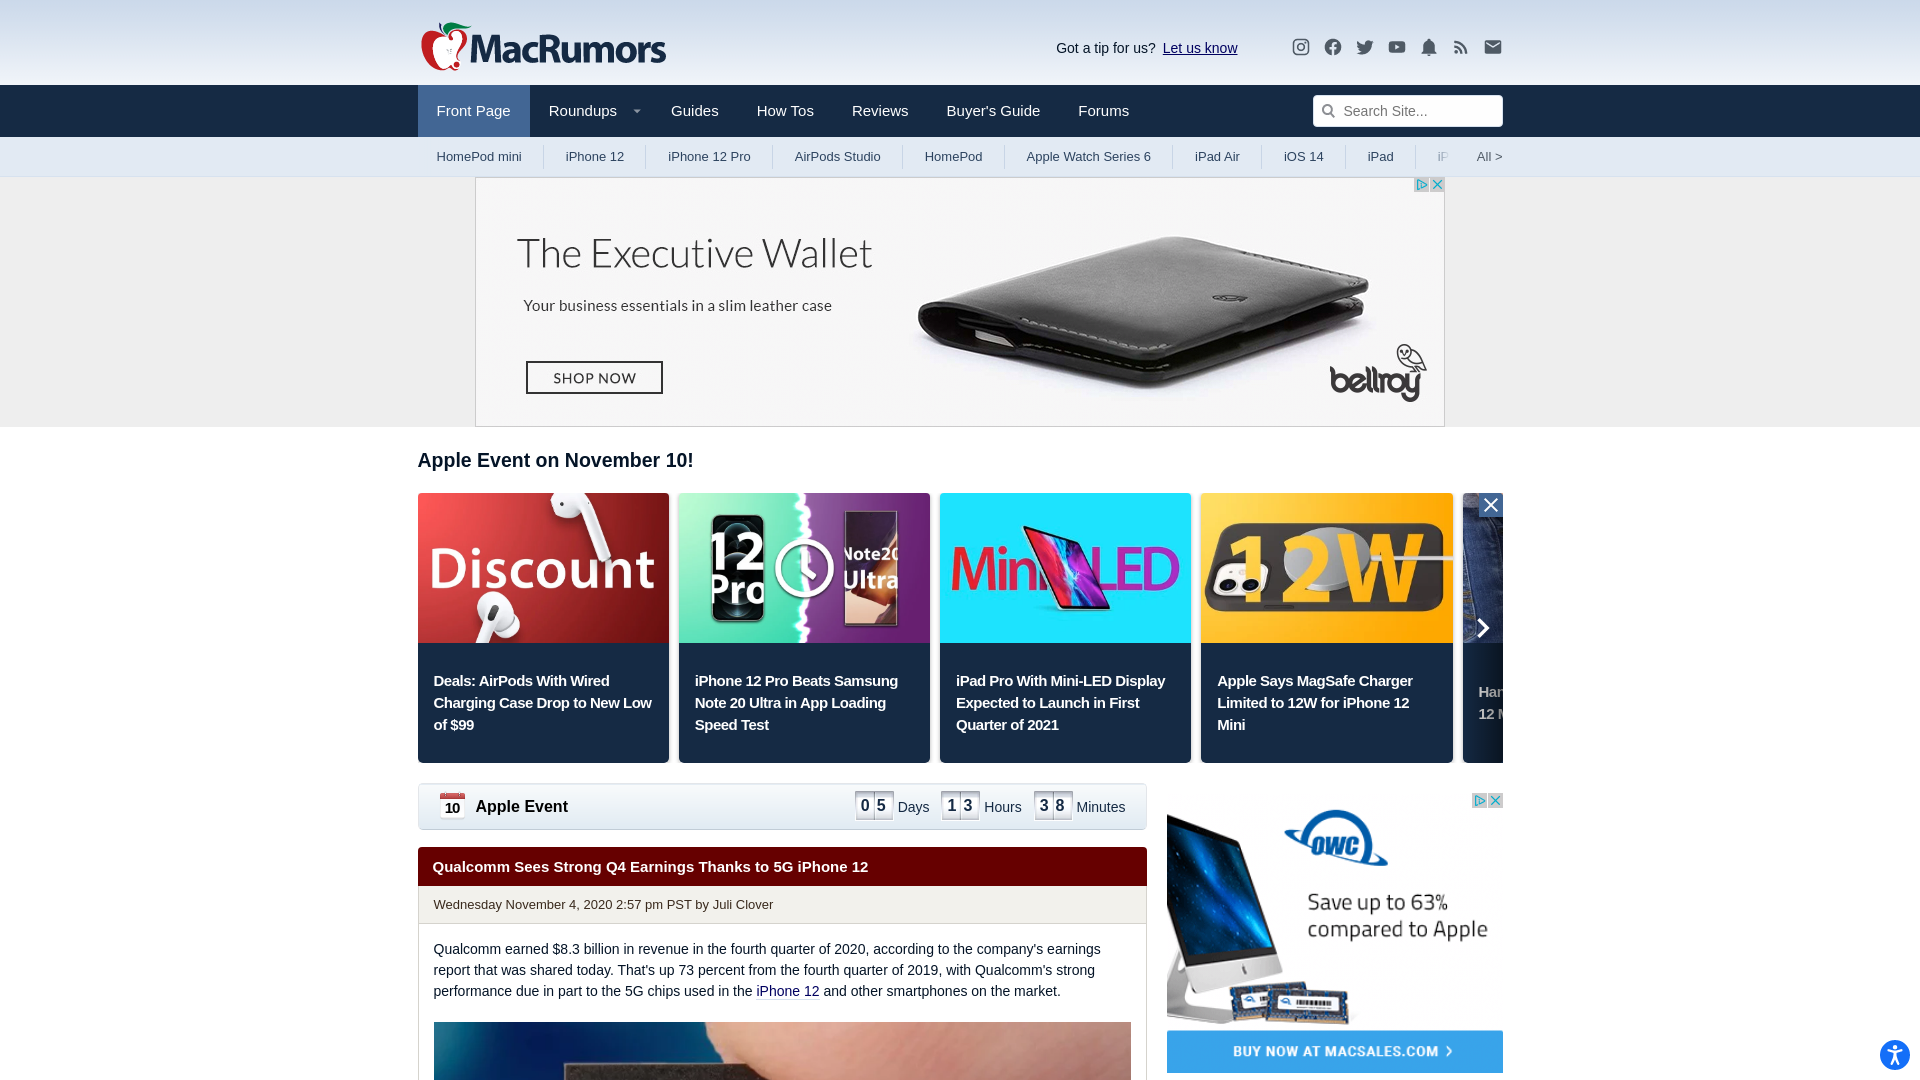 MacRumors
Got a tip for us? Let us know
Front Page
Roundups
Guides
How Tos
Reviews
Buyer's Guide
Forums
Search Site...
HomePod mini
iPhone 12
iPhone 12 Pro
AirPods Studio
HomePod
Apple Watch Series 6
iPad Air
iOS 14
iPad
iP
All >
The Executive Wallet
Your business essentials in a slim leather case
SHOP NOW
bellroy
Apple Event on November 10!
Discount
12
Pro
Note20
Ultra
Mini LED
12W
Deals: AirPods With Wired
Charging Case Drop to New Low
of $99
iPhone 12 Pro Beats Samsung
Note 20 Ultra in App Loading
Speed Test
iPad Pro With Mini-LED Display
Expected to Launch in First
Quarter of 2021
Apple Says MagSafe Charger
Limited to 12W for iPhone 12
Mini
Han
12 M
10 Apple Event
05 Days 13 Hours 38 Minutes
Qualcomm Sees Strong Q4 Earnings Thanks to 5G iPhone 12
Wednesday November 4, 2020 2:57 pm PST by Juli Clover
Qualcomm earned $8.3 billion in revenue in the fourth quarter of 2020, according to the company's earnings
report that was shared today. That's up 73 percent from the fourth quarter of 2019, with Qualcomm's strong
performance due in part to the 5G chips used in the iPhone 12 and other smartphones on the market.
OWC
Save up to 63%
compared to Apple
BUY NOW AT MACSALES.COM >